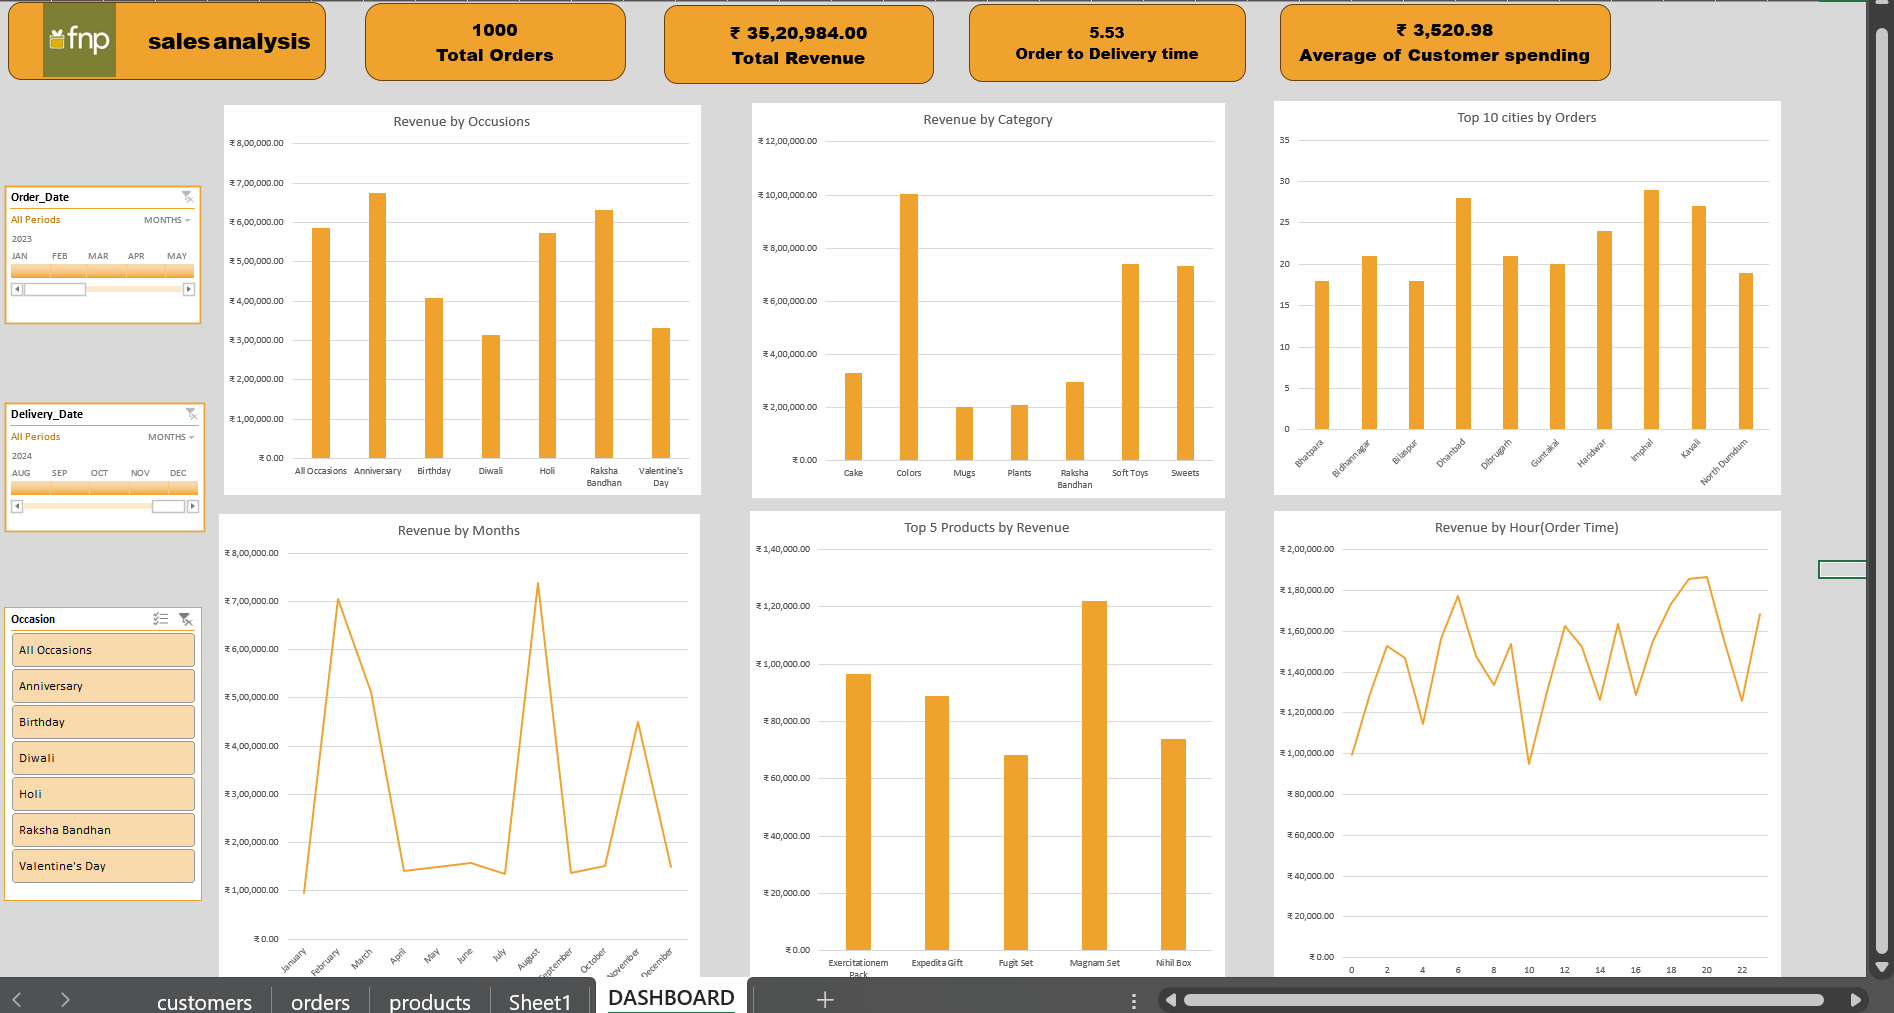 fnp
sales analysis
1000
Total Orders
₹ 35,20,984.00
Total Revenue
5.53
Order to Delivery time
₹ 3,520.98
Average of Customer spending
Order_Date
All Periods
MONTHS
2023
JAN FEB MAR APR MAY
Delivery_Date
All Periods
MONTHS
2024
AUG SEP OCT NOV DEC
Occasion
All Occasions
Anniversary
Birthday
Diwali
Holi
Raksha Bandhan
Valentine's Day
Revenue by Occusions
₹ 8,00,000.00
₹ 7,00,000.00
₹ 6,00,000.00
₹ 5,00,000.00
₹ 4,00,000.00
₹ 3,00,000.00
₹ 2,00,000.00
₹ 1,00,000.00
₹ 0.00
All Occasions Anniversary Birthday Diwali Holi Raksha Valentine's
Bandhan Day
Revenue by Category
₹ 12,00,000.00
₹ 10,00,000.00
₹ 8,00,000.00
₹ 6,00,000.00
₹ 4,00,000.00
₹ 2,00,000.00
₹ 0.00
Cake Colors Mugs Plants Raksha Soft Toys Sweets
Bandhan
Top 10 cities by Orders
35
30
25
20
15
10
5
0
Bhatpara
Bidhannagar
Bilaspur
Dhanbad
Dibrugarh
Guntakal
Haridwar
Imphal
Kavali
North Dumdum
Revenue by Months
₹ 8,00,000.00
₹ 7,00,000.00
₹ 6,00,000.00
₹ 5,00,000.00
₹ 4,00,000.00
₹ 3,00,000.00
₹ 2,00,000.00
₹ 1,00,000.00
₹ 0.00
January
February
March
April
May
June
July
August
eptember
October
November
December
Top 5 Products by Revenue
₹ 1,40,000.00
₹ 1,20,000.00
₹ 1,00,000.00
₹ 80,000.00
₹ 60,000.00
₹ 40,000.00
₹ 20,000.00
₹ 0.00
Exercitationem Expedita Gift Fugit Set Magnam Set Nihil Box
Pack
Revenue by Hour(Order Time)
₹ 2,00,000.00
₹ 1,80,000.00
₹ 1,60,000.00
₹ 1,40,000.00
₹ 1,20,000.00
₹ 1,00,000.00
₹ 80,000.00
₹ 60,000.00
₹ 40,000.00
₹ 20,000.00
₹ 0.00
0 2 4 6 8 10 12 14 16 18 20 22
customers orders products Sheet1 DASHBOARD